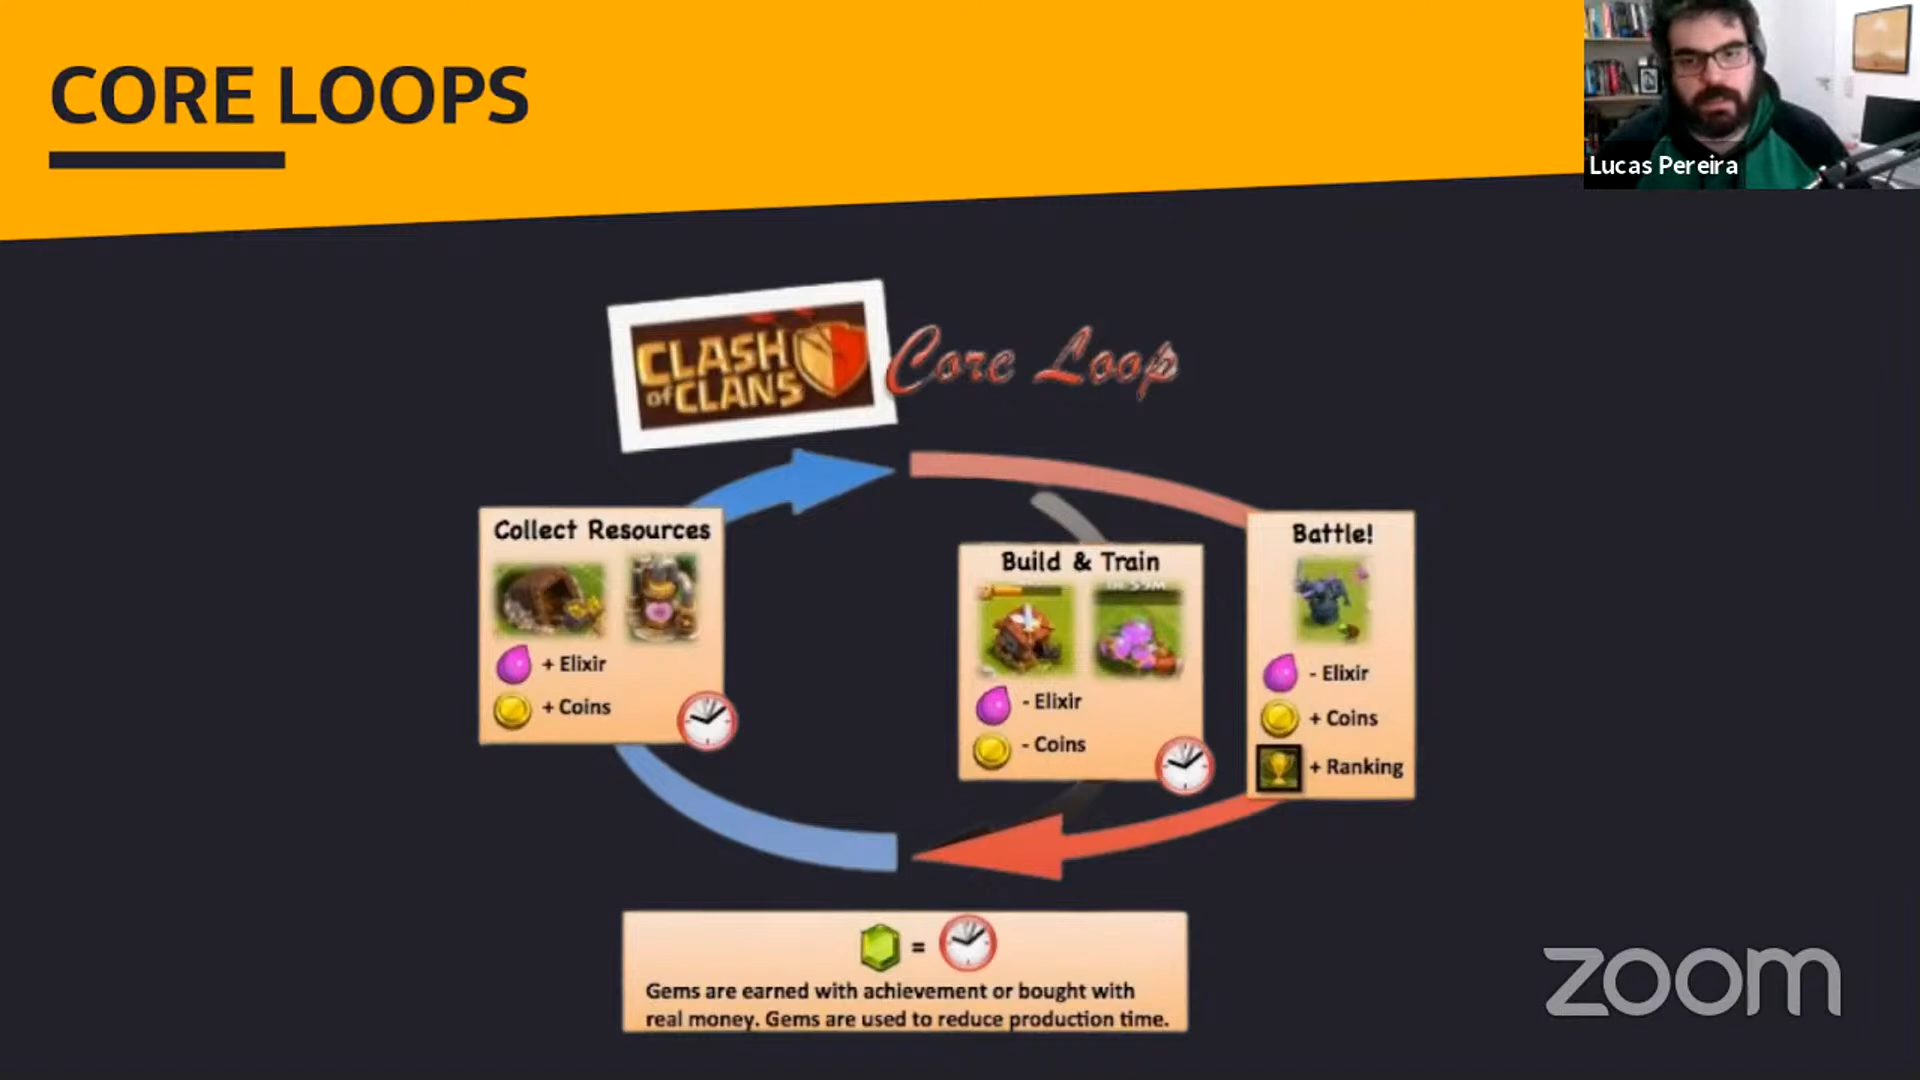 CORE LOOPS
Lucas Pereira
CLASH
of CLANS
Core Loop
Collect Resources
+ Elixir
+ Coins
Build & Train
- Elixir
- Coins
Battle!
- Elixir
+ Coins
+ Ranking
=
Gems are earned with achievement or bought with
real money. Gems are used to reduce production time.
zoom